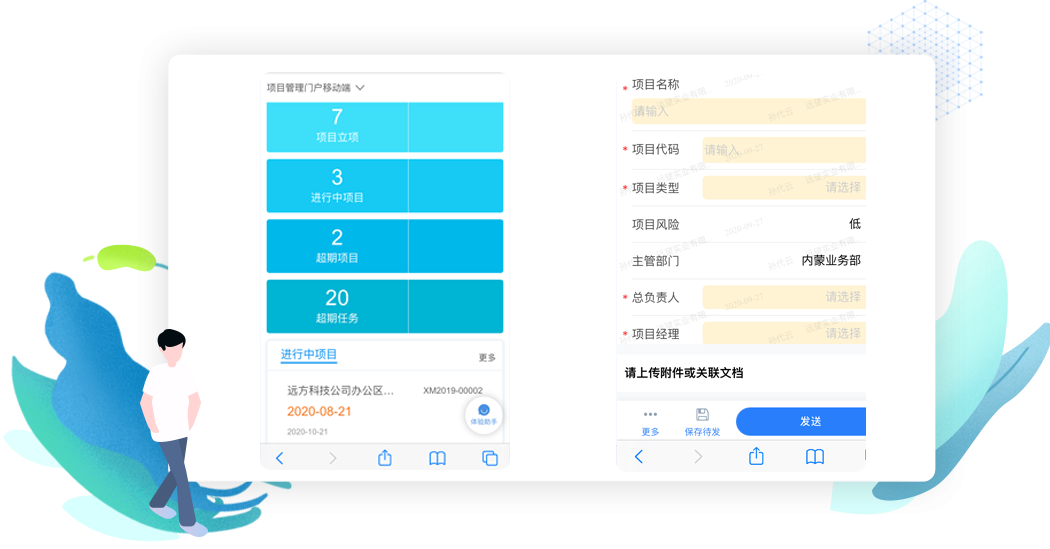 项目管理门户移动端
7
项目立项
3
进行中项目
2
超期项目
20
超期任务
进行中项目
更多
远方科技公司办公区...
XM2019-00002
2020-08-21
2020-10-21
体验助手
* 项目名称
请输入
* 项目代码
请输入
* 项目类型
请选择
项目风险
低
主管部门
内蒙业务部
* 总负责人
请选择
* 项目经理
请选择
请上传附件或关联文档
更多
保存待发
发送